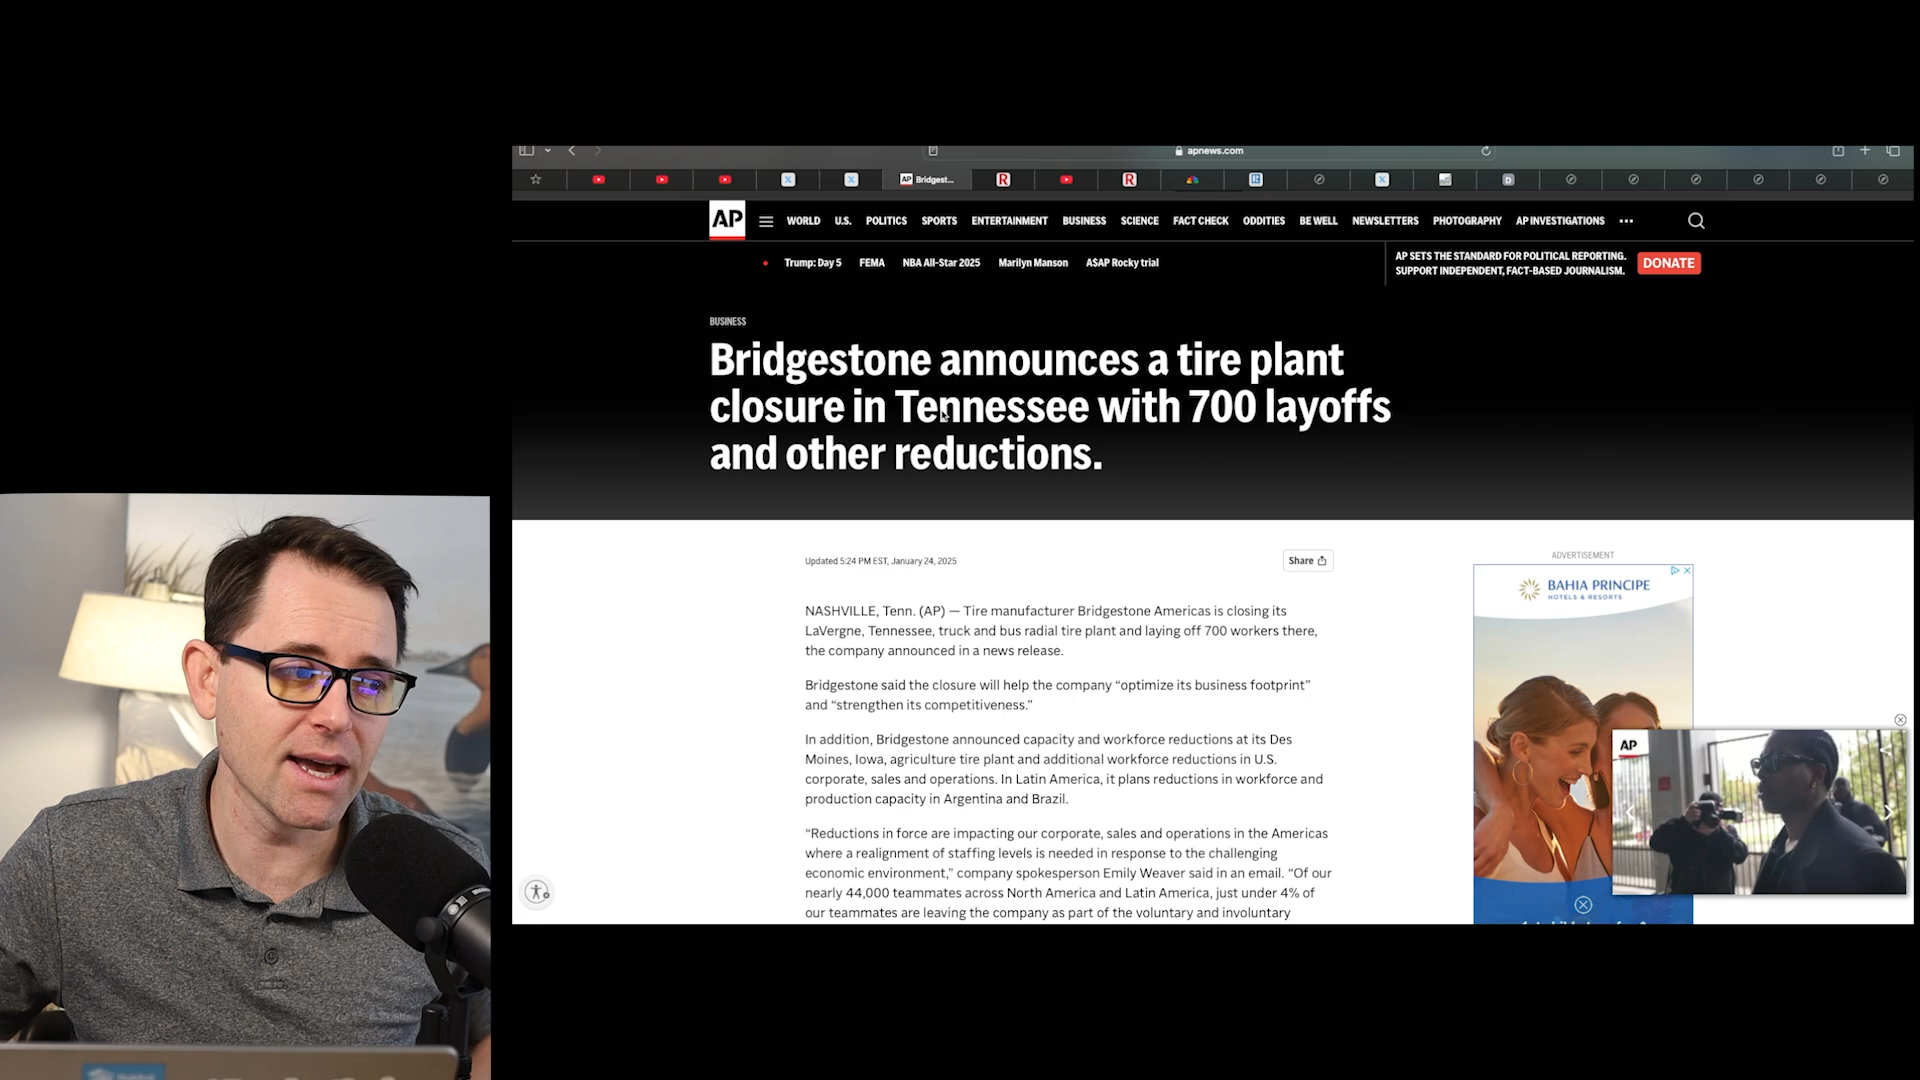 apnews.com
AP Bridgest...
AP
WORLD U.S. POLITICS SPORTS ENTERTAINMENT BUSINESS SCIENCE FACT CHECK ODDITIES BE WELL NEWSLETTERS PHOTOGRAPHY AP INVESTIGATIONS
Trump: Day 5 FEMA NBA All-Star 2025 Marilyn Manson A$AP Rocky trial
AP SETS THE STANDARD FOR POLITICAL REPORTING.
SUPPORT INDEPENDENT, FACT-BASED JOURNALISM.
DONATE
BUSINESS
Bridgestone announces a tire plant
closure in Tennessee with 700 layoffs
and other reductions.
Updated 5:24 PM EST, January 24, 2025
Share
NASHVILLE, Tenn. (AP) — Tire manufacturer Bridgestone Americas is closing its
LaVergne, Tennessee, truck and bus radial tire plant and laying off 700 workers there,
the company announced in a news release.
Bridgestone said the closure will help the company “optimize its business footprint”
and “strengthen its competitiveness.”
In addition, Bridgestone announced capacity and workforce reductions at its Des
Moines, Iowa, agriculture tire plant and additional workforce reductions in U.S.
corporate, sales and operations. In Latin America, it plans reductions in workforce and
production capacity in Argentina and Brazil.
“Reductions in force are impacting our corporate, sales and operations in the Americas
where a realignment of staffing levels is needed in response to the challenging
economic environment,” company spokesperson Emily Weaver said in an email. “Of our
nearly 44,000 teammates across North America and Latin America, just under 4% of
our teammates are leaving the company as part of the voluntary and involuntary
ADVERTISEMENT
BAHIA PRINCIPE
HOTELS & RESORTS
AP